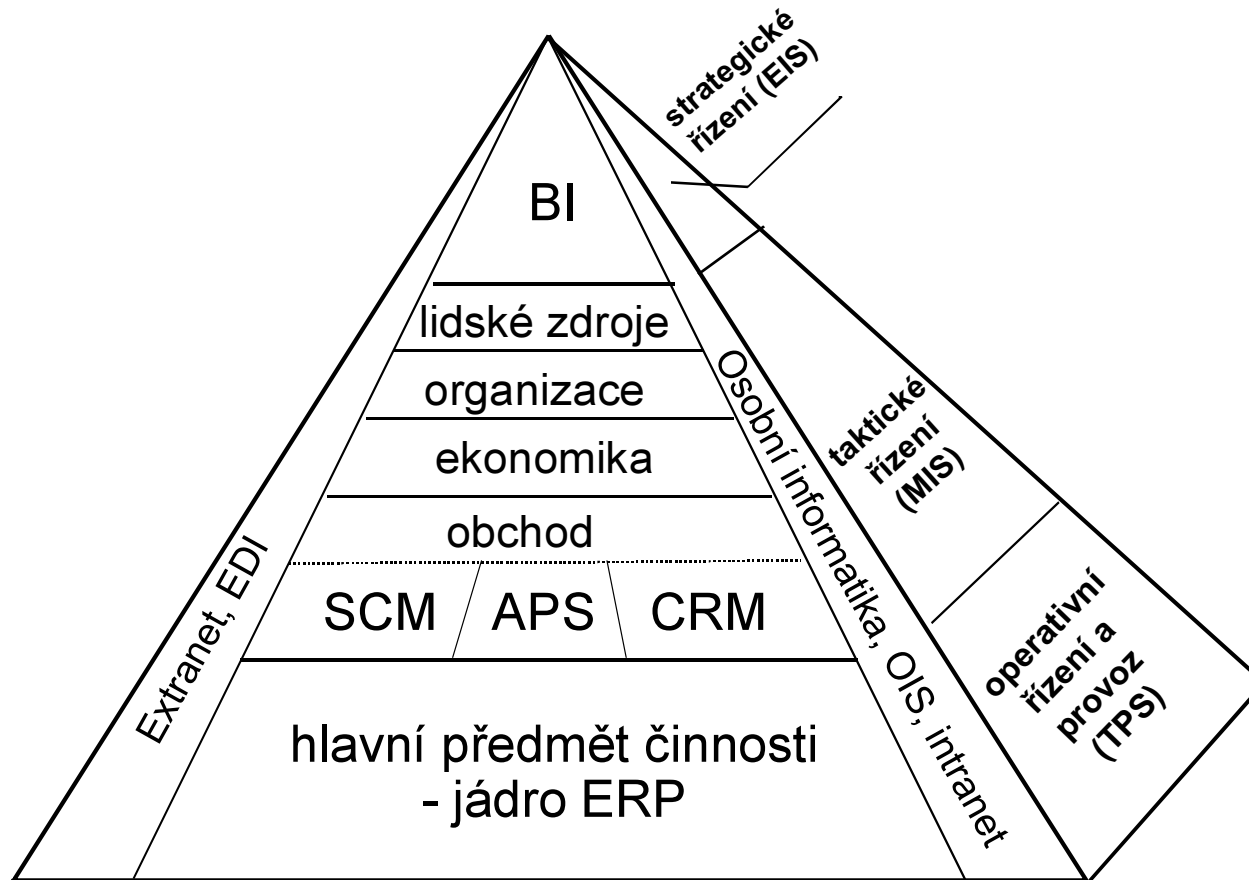 strategické
řízení (EIS)
BI
lidské zdroje
organizace
ekonomika
obchod
SCM
APS
CRM
hlavní předmět činnosti
- jádro ERP
Extranet, EDI
Osobní informatika, OIS, intranet
taktické
řízení
(MIS)
operativní
řízení a
provoz
(TPS)